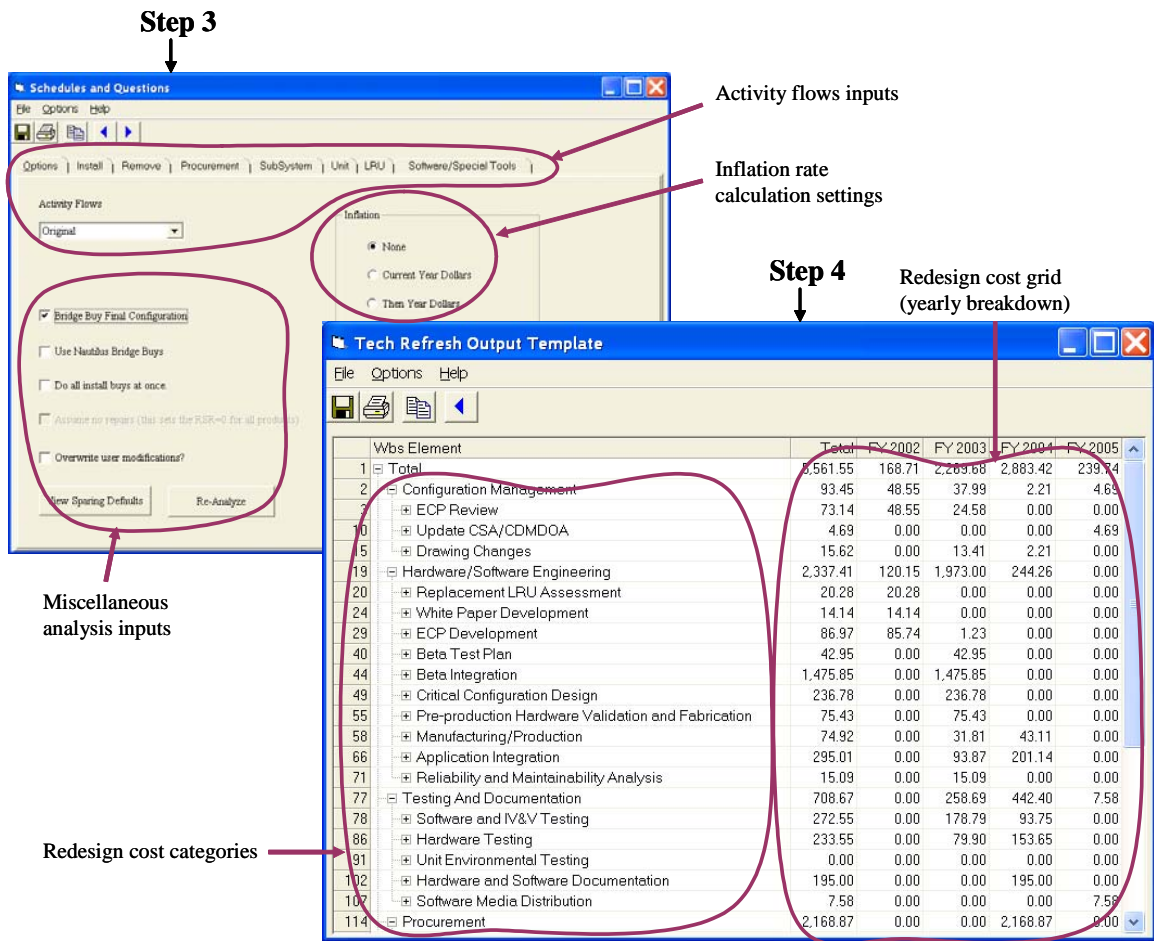 Step 3
Schedules and Questions
File Options Help
Options Install Remove Procurement SubSystem Unit LRU Software/Special Tools
Activity Flows
Original
Inflation
None
Current Year Dollars
Then Year Dollars
Bridge Buy Final Configuration
Use Nautilus Bridge Buys
Do all install buys at once.
Assume no repairs (this sets the RSR=0 for all products)
Overwrite user modifications?
View Sparing Defaults Re-Analyze
Activity flows inputs
Inflation rate
calculation settings
Miscellaneous
analysis inputs
Step 4
Redesign cost grid
(yearly breakdown)
Tech Refresh Output Template
File Options Help
Wbs Element Total FY 2002 FY 2003 FY 2004 FY 2005
1 Total 5,561.55 168.71 2,269.68 2,883.42 239.74
2 Configuration Management 93.45 48.55 37.99 2.21 4.69
3 ECP Review 73.14 48.55 24.58 0.00 0.00
10 Update CSA/CDMDOA 4.69 0.00 0.00 0.00 4.69
15 Drawing Changes 15.62 0.00 13.41 2.21 0.00
19 Hardware/Software Engineering 2,337.41 120.15 1,973.00 244.26 0.00
20 Replacement LRU Assessment 20.28 20.28 0.00 0.00 0.00
24 White Paper Development 14.14 14.14 0.00 0.00 0.00
29 ECP Development 86.97 85.74 1.23 0.00 0.00
40 Beta Test Plan 42.95 0.00 42.95 0.00 0.00
44 Beta Integration 1,475.85 0.00 1,475.85 0.00 0.00
49 Critical Configuration Design 236.78 0.00 236.78 0.00 0.00
55 Pre-production Hardware Validation and Fabrication 75.43 0.00 75.43 0.00 0.00
58 Manufacturing/Production 74.92 0.00 31.81 43.11 0.00
66 Application Integration 295.01 0.00 93.87 201.14 0.00
71 Reliability and Maintainability Analysis 15.09 0.00 15.09 0.00 0.00
77 Testing And Documentation 708.67 0.00 258.69 442.40 7.58
78 Software and IV&V Testing 272.55 0.00 178.79 93.75 0.00
86 Hardware Testing 233.55 0.00 79.90 153.65 0.00
91 Unit Environmental Testing 0.00 0.00 0.00 0.00 0.00
102 Hardware and Software Documentation 195.00 0.00 0.00 195.00 0.00
107 Software Media Distribution 7.58 0.00 0.00 0.00 7.58
114 Procurement 2,168.87 0.00 0.00 2,168.87 0.00
Redesign cost categories